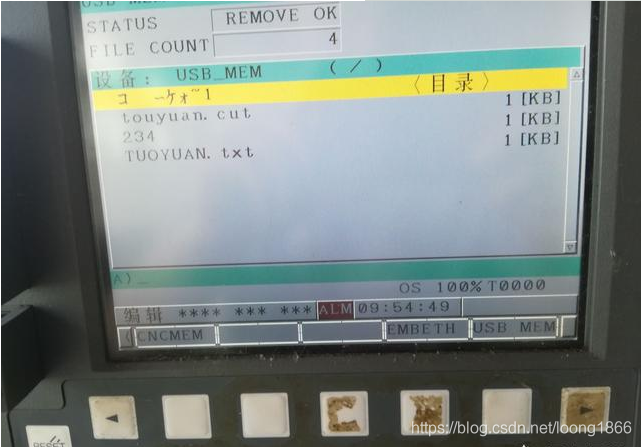 STATUS REMOVE OK
FILE COUNT 4
设备: USB_MEM ( / )
コ ーケォ~1 〈目录〉
touyuan.cut 1 [KB]
234 1 [KB]
TUOYUAN.txt 1 [KB]
A)_
OS 100% T0000
编辑 **** *** *** ALM 09:54:49
CNCMEM EMBETH USB MEM
RESET
https://blog.csdn.net/loong1866